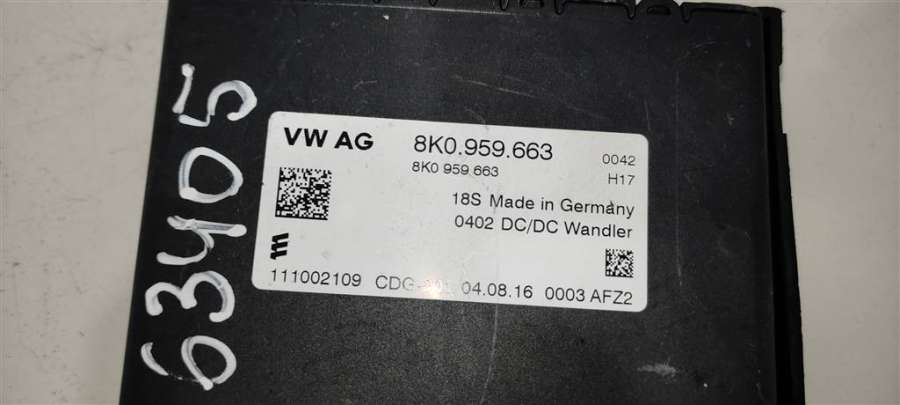 63405
VW AG
8K0.959.663
0042
8K0 959 663
H17
18S Made in Germany
0402 DC/DC Wandler
111002109 CDG- 04.08.16 0003 AFZ2